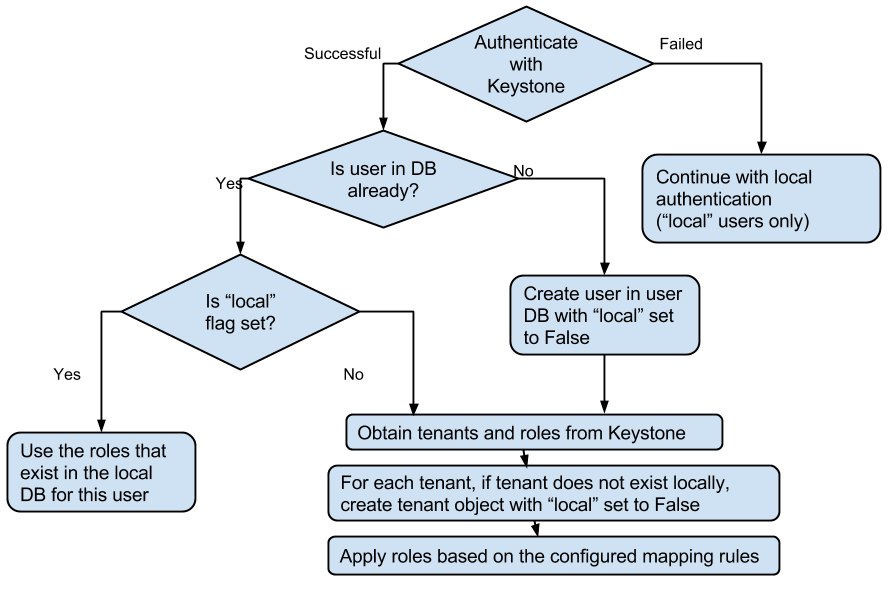 Authenticate
with
Keystone
Successful
Failed
Is user in DB
already?
Yes
No
Continue with local
authentication
(“local” users only)
Is “local”
flag set?
Create user in user
DB with “local” set
to False
Yes
No
Use the roles that
exist in the local
DB for this user
Obtain tenants and roles from Keystone
For each tenant, if tenant does not exist locally,
create tenant object with “local” set to False
Apply roles based on the configured mapping rules